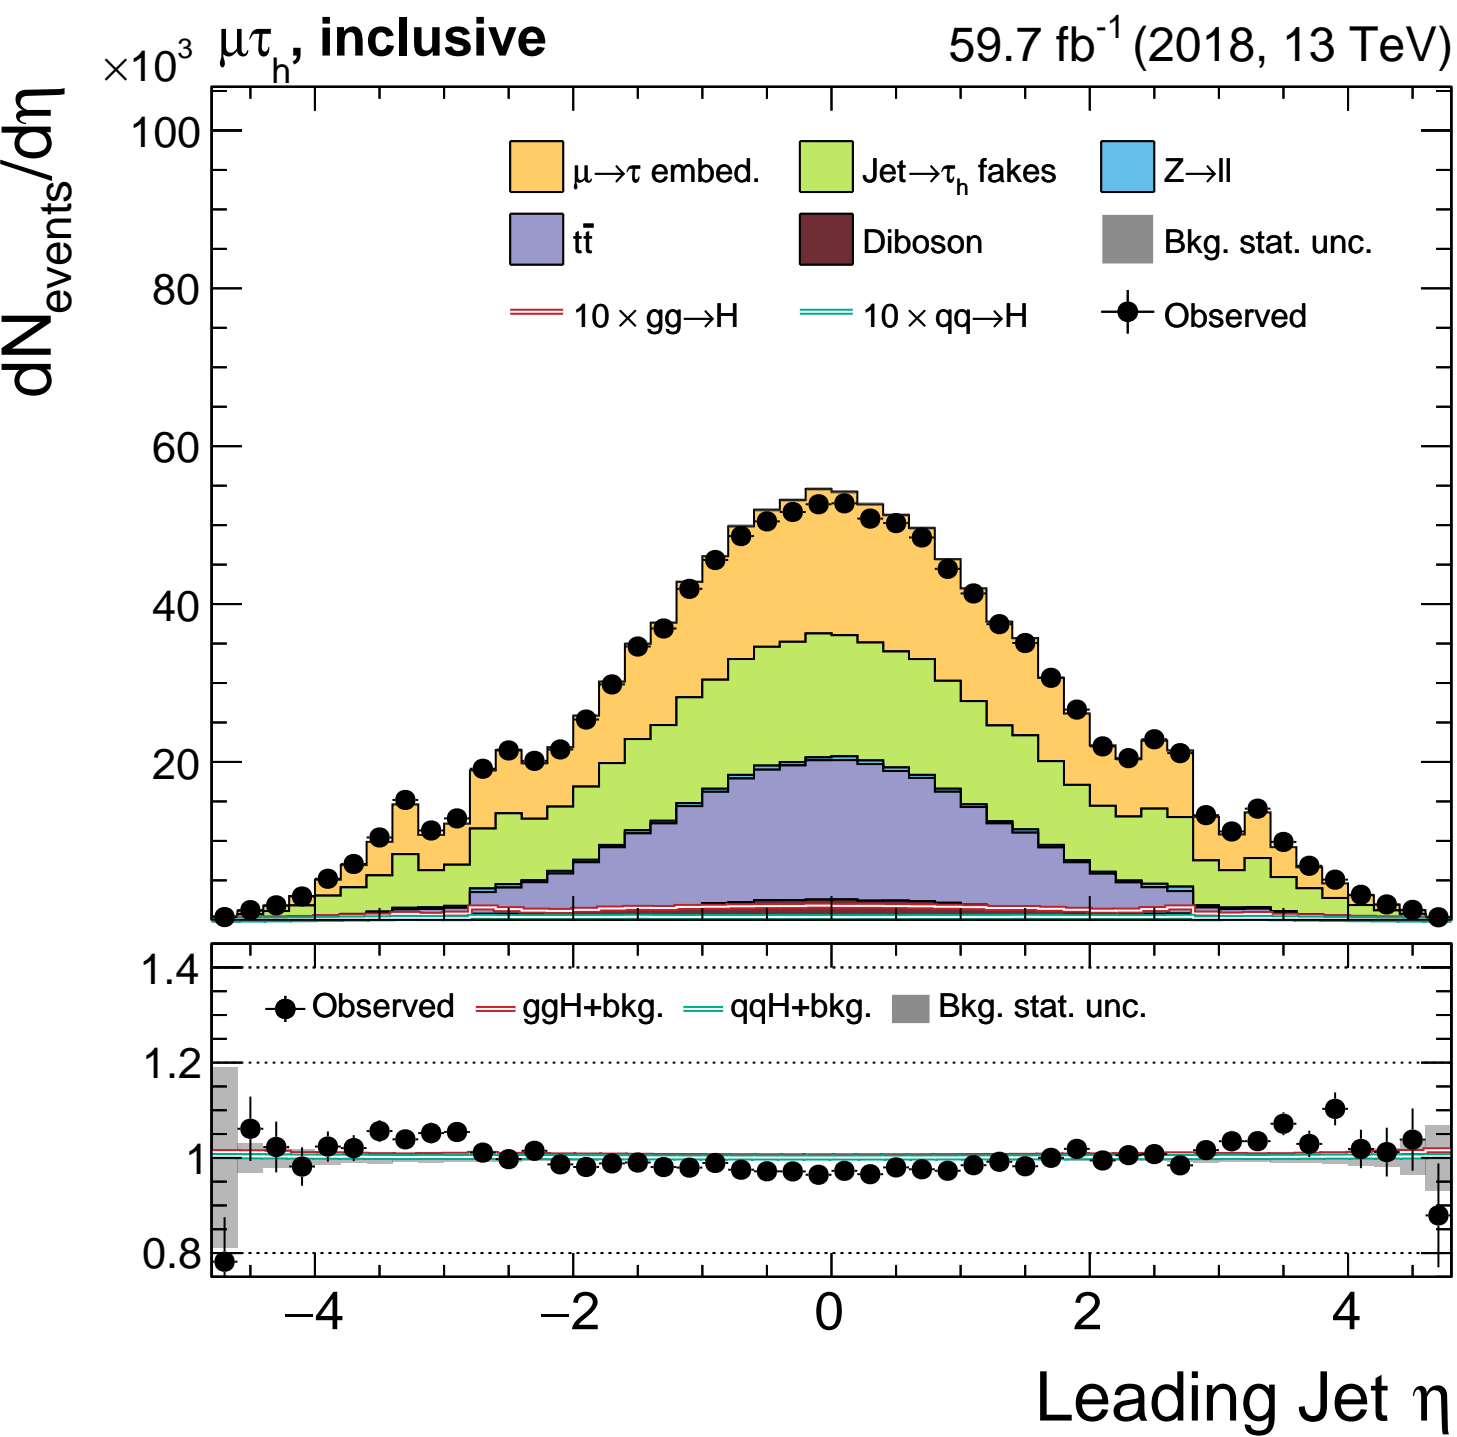 ×10³ μτₕ, inclusive 59.7 fb⁻¹ (2018, 13 TeV)
dN_events/dη
100
80
60
40
20
μ→τ embed. Jet→τₕ fakes Z→ll
tt̄ Diboson Bkg. stat. unc.
10 × gg→H 10 × qq→H Observed
1.4
1.2
1
0.8
Observed ggH+bkg. qqH+bkg. Bkg. stat. unc.
−4 −2 0 2 4
Leading Jet η